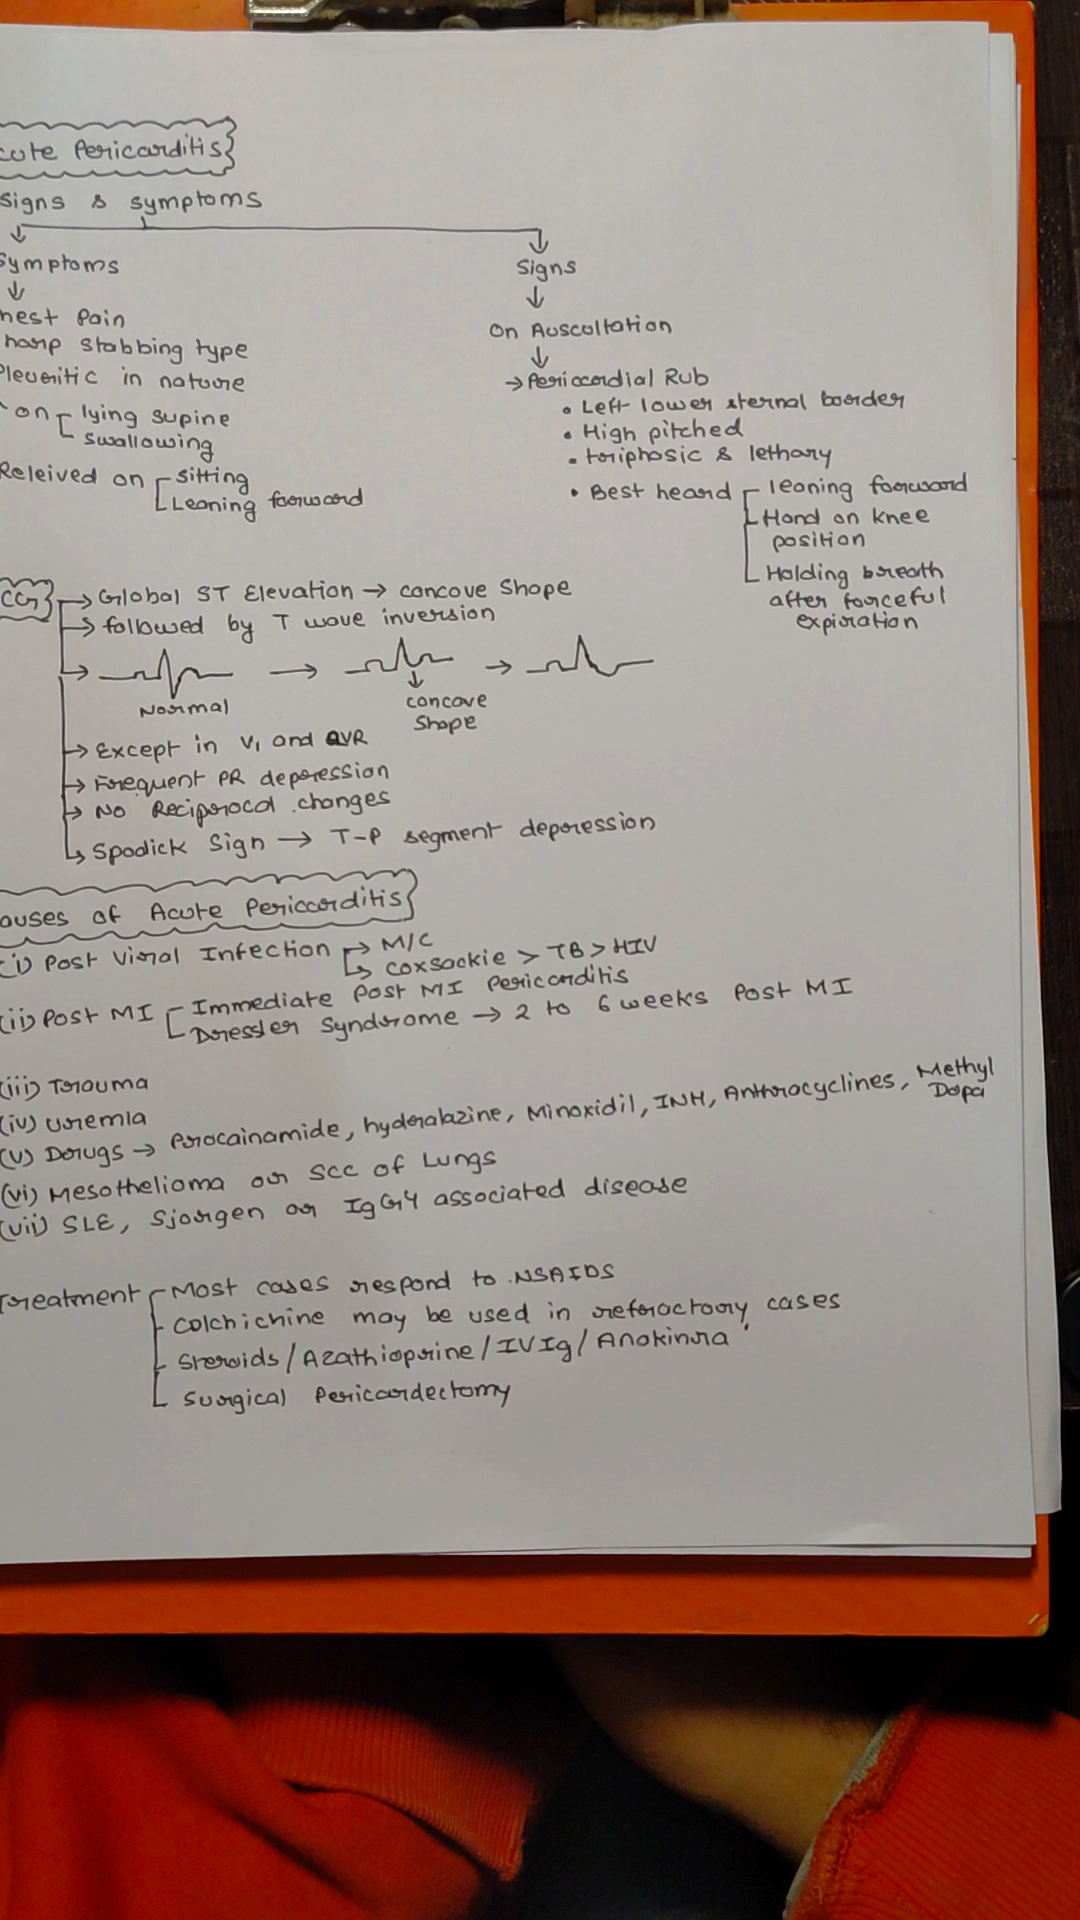 cute Pericarditis
signs & symptoms
symptoms
Signs
hest Pain
On Auscultation
harp stabbing type
→ Pericardial Rub
Pleuritic in nature
• Left lower sternal border
on lying supine
• High pitched
swallowing
• triphasic & lethary
Releived on sitting
Leaning forward
• Best heard leaning forward
Hand on knee
position
Holding breath
after forceful
expiration
CG → Global ST Elevation → concave Shape
→ followed by T wave inversion
Normal
concave
Shape
→ Except in V1 and aVR
→ Frequent PR depression
→ No Reciprocal changes
→ Spodick Sign → T-P segment depression
auses of Acute Pericarditis
(i) Post Viral Infection → M/C
→ coxsackie > TB > HIV
(ii) Post MI Immediate Post MI Pericarditis
Dressler Syndrome → 2 to 6 weeks Post MI
(iii) Trauma
(iv) uremia
(v) Drugs → Procainamide, hyderalazine, Minoxidil, INH, Anthracyclines, Methyl
Dopa
(vi) Mesothelioma or SCC of Lungs
(vii) SLE, Sjorgen or IgG4 associated disease
Treatment Most cases respond to NSAIDS
Colchichine may be used in refractory cases
Steroids / Azathioprine / IVIg / Anakinra
Surgical Pericardectomy